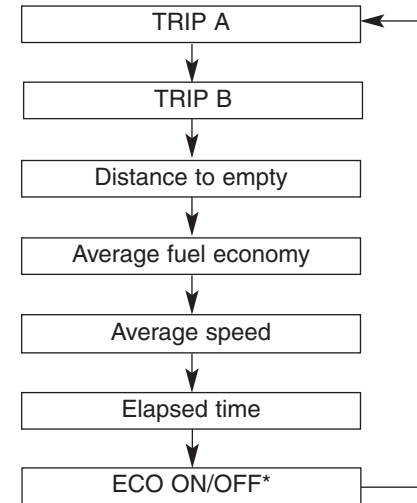 TRIP A
TRIP B
Distance to empty
Average fuel economy
Average speed
Elapsed time
ECO ON/OFF*